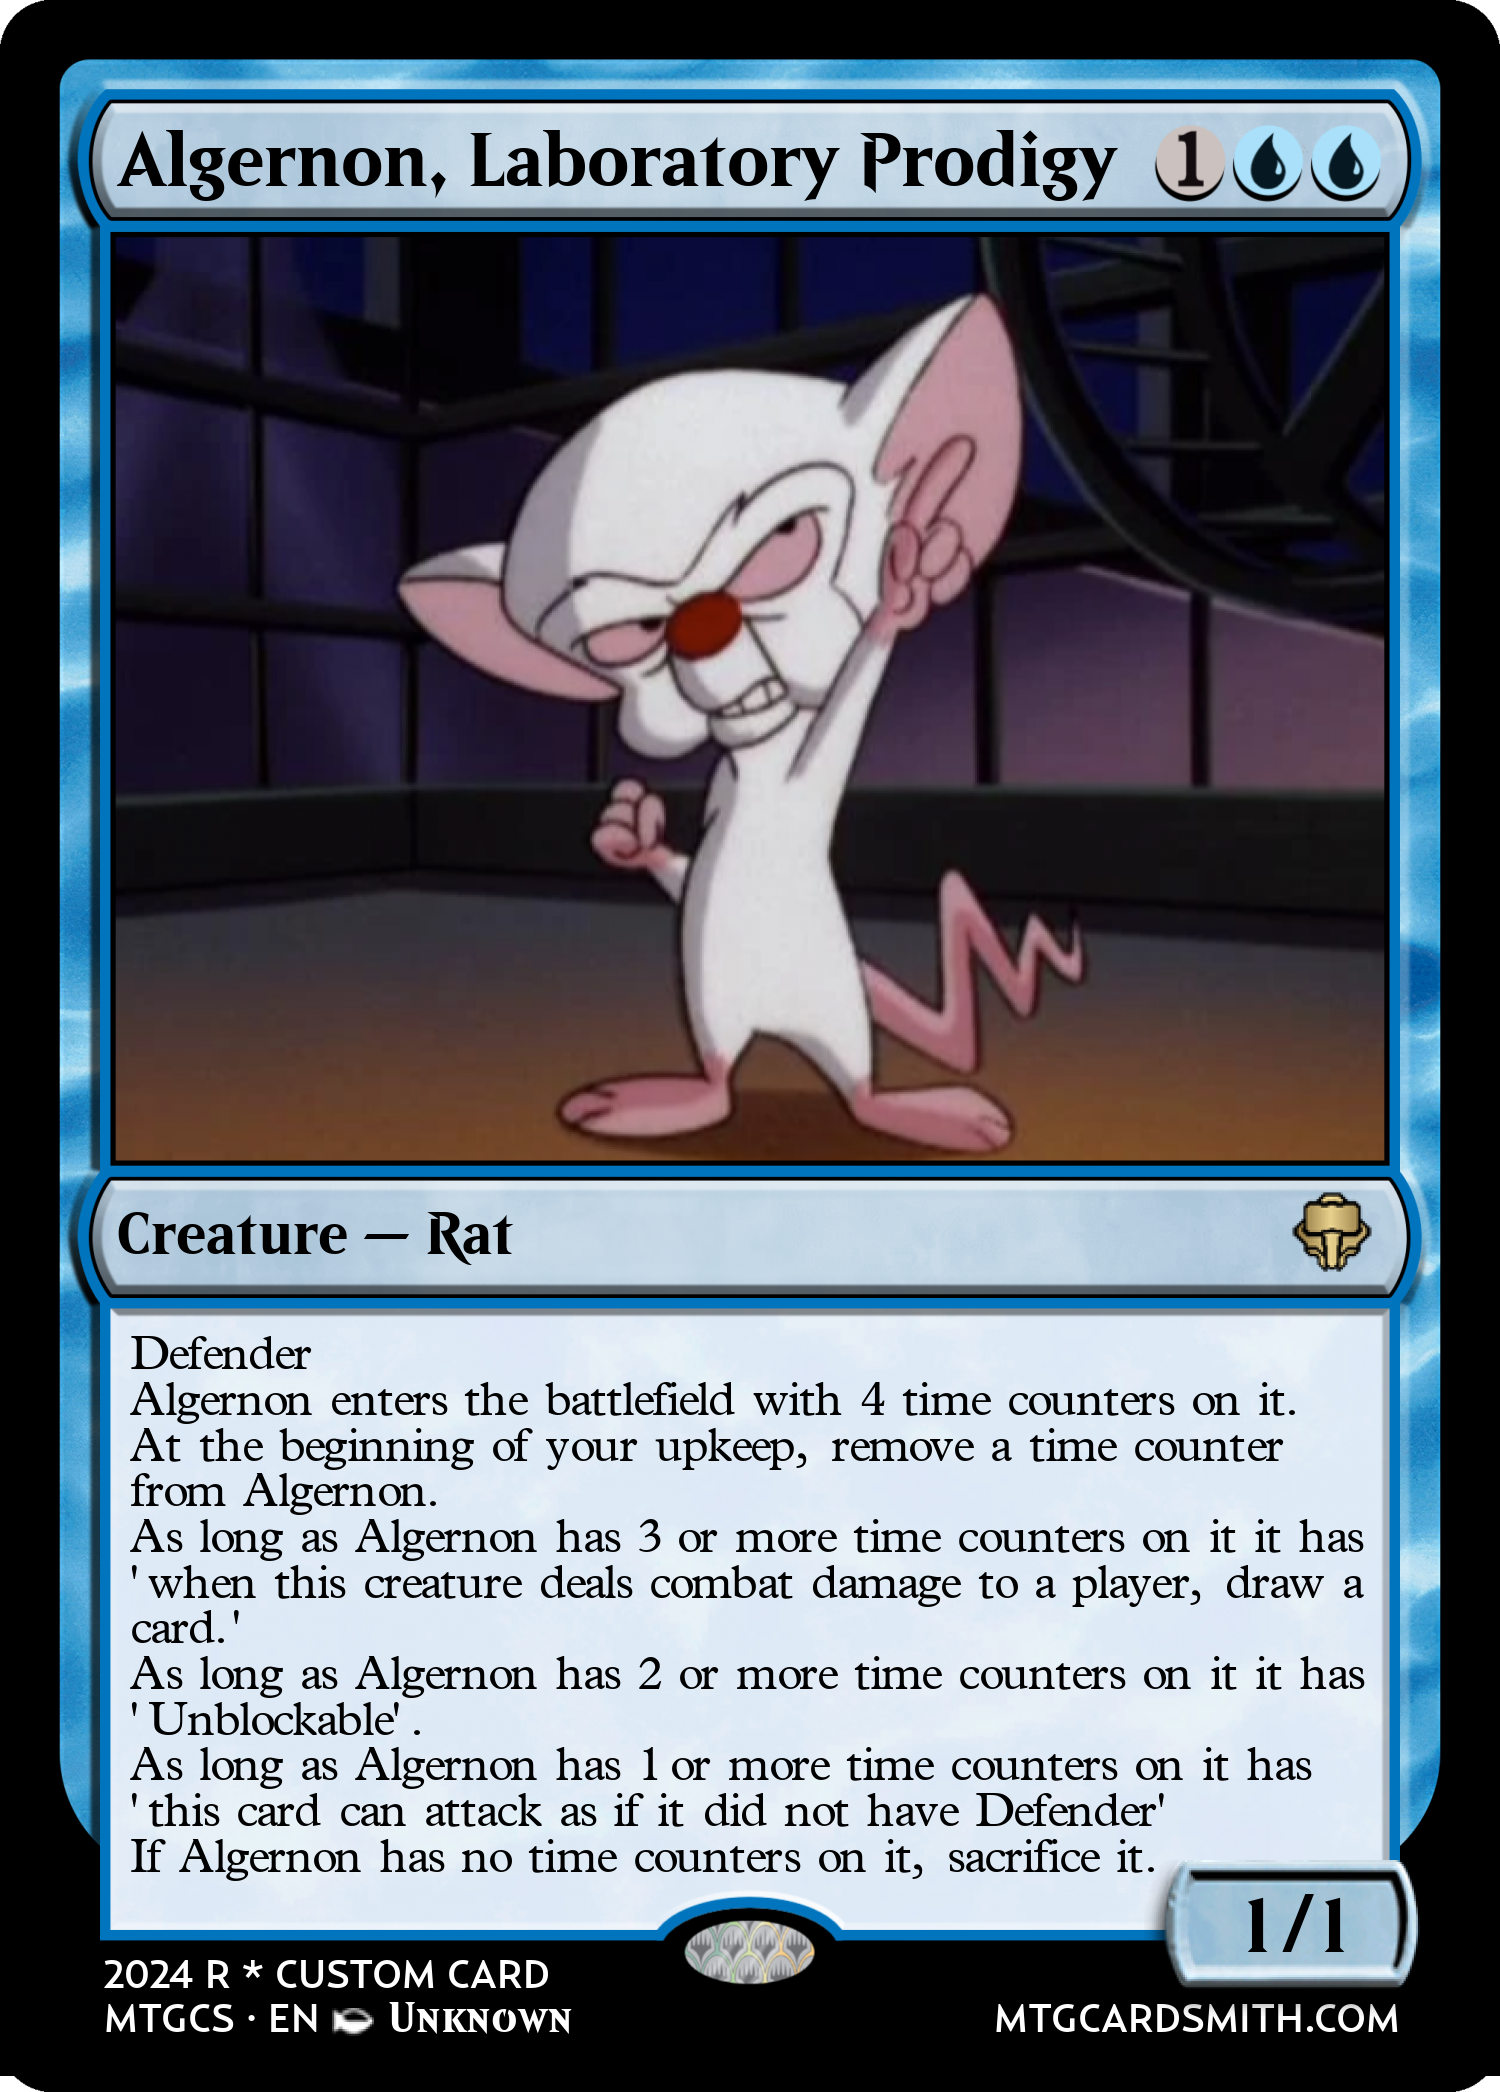 Algernon, Laboratory Prodigy 1
Creature — Rat
Defender
Algernon enters the battlefield with 4 time counters on it.
At the beginning of your upkeep, remove a time counter
from Algernon.
As long as Algernon has 3 or more time counters on it it has
'when this creature deals combat damage to a player, draw a
card.'
As long as Algernon has 2 or more time counters on it it has
'Unblockable'.
As long as Algernon has 1 or more time counters on it has
'this card can attack as if it did not have Defender'
If Algernon has no time counters on it, sacrifice it.
1/1
2024 R * CUSTOM CARD
MTGCS · EN Unknown
MTGCARDSMITH.COM